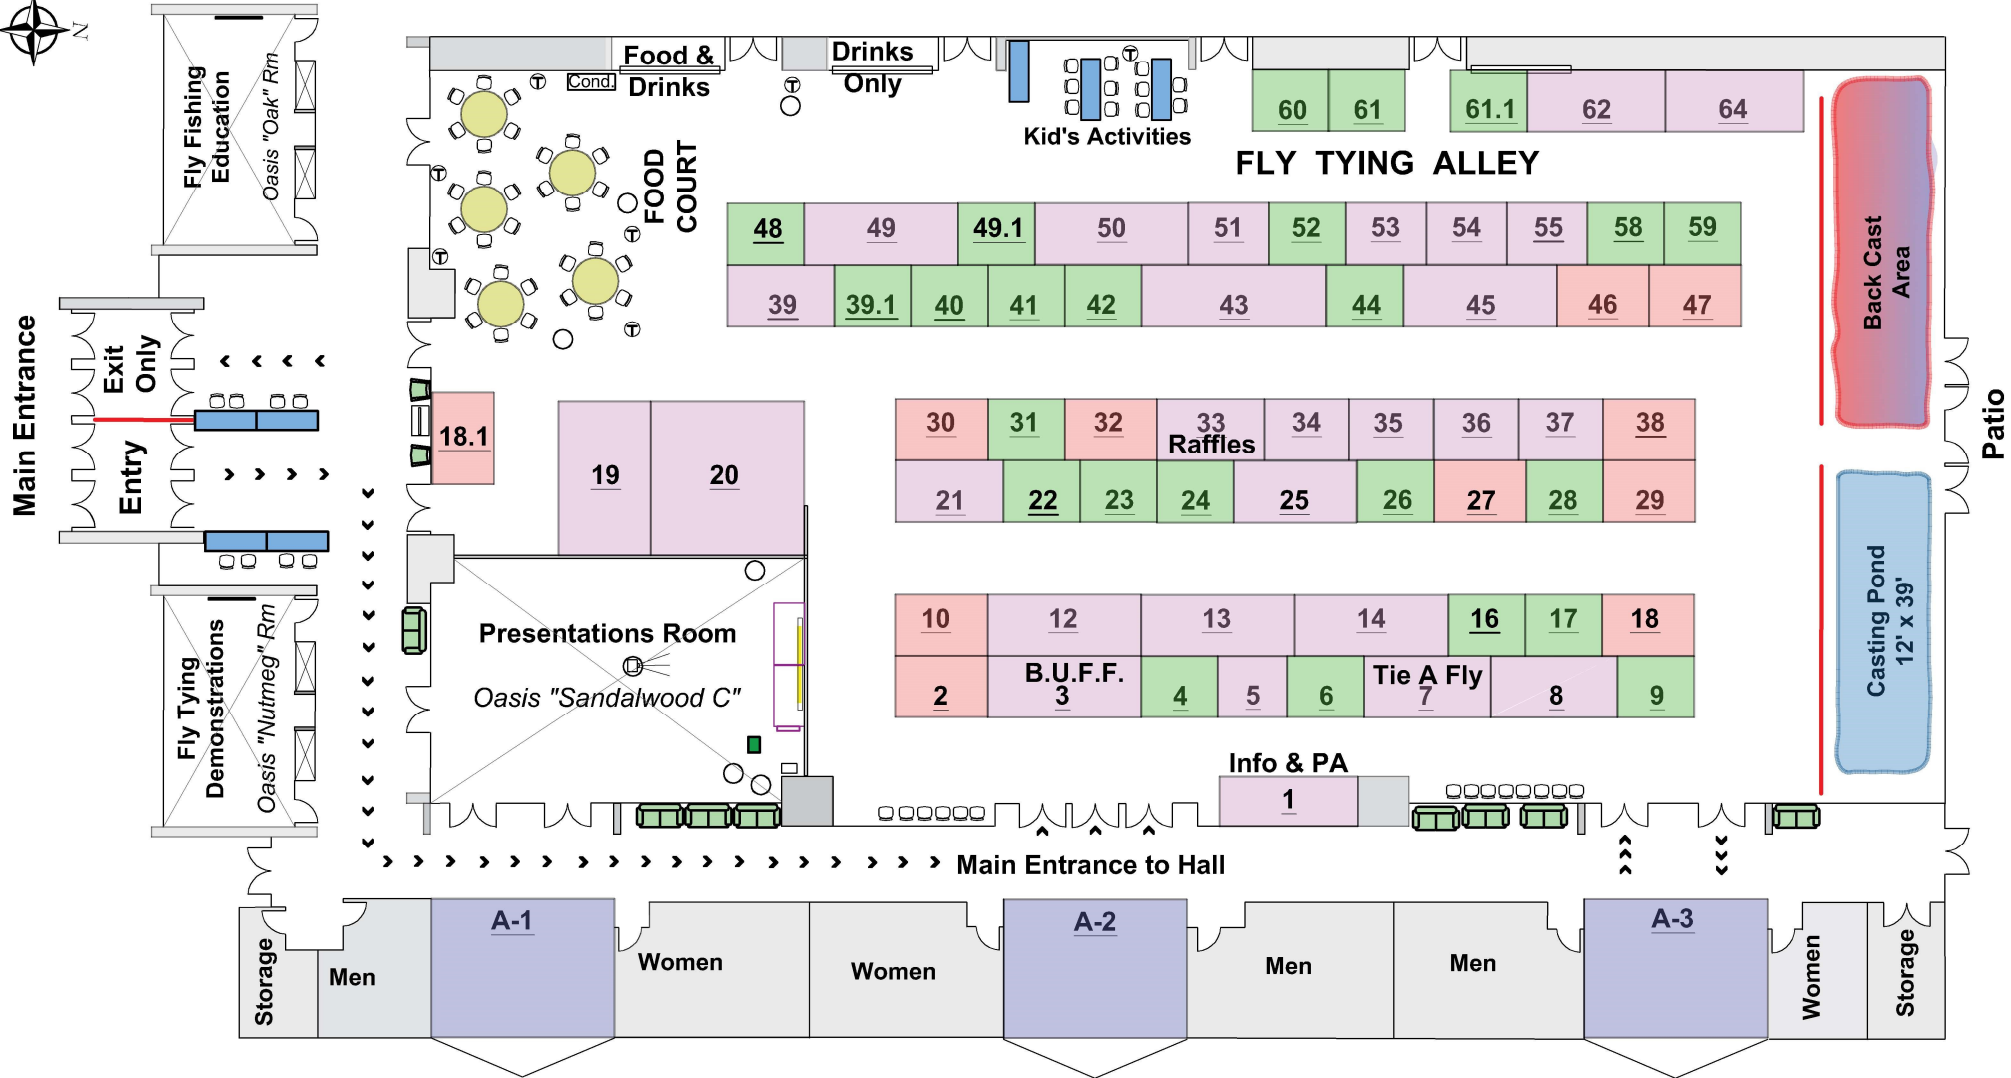 N
Fly Fishing
Education
Oasis "Oak" Rm
Main Entrance
Exit
Only
Entry
Fly Tying
Demonstrations
Oasis "Nutmeg" Rm
Food &
Drinks
Cond.
Drinks
Only
Kid's Activities
FOOD
COURT
T
T
T
T
T
T
T
60
61
61.1
62
64
FLY TYING ALLEY
48
49
49.1
50
51
52
53
54
55
58
59
39
39.1
40
41
42
43
44
45
46
47
Back Cast
Area
Patio
18.1
19
20
30
31
32
33
Raffles
34
35
36
37
38
21
22
23
24
25
26
27
28
29
Presentations Room
Oasis "Sandalwood C"
10
12
13
14
16
17
18
2
B.U.F.F.
3
4
5
6
Tie A Fly
7
8
9
Casting Pond
12' x 39'
Info & PA
1
Main Entrance to Hall
Storage
Men
A-1
Women
Women
A-2
Men
Men
A-3
Women
Storage